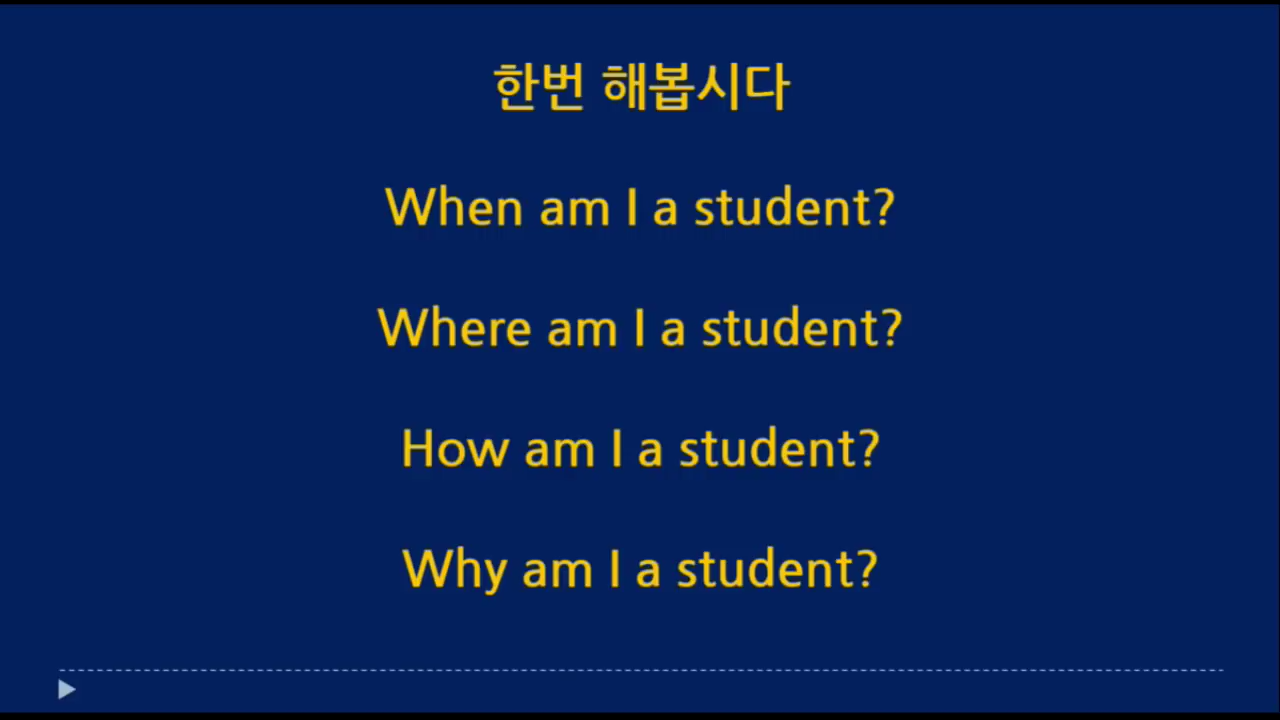 한번 해봅시다
When am I a student?
Where am I a student?
How am I a student?
Why am I a student?